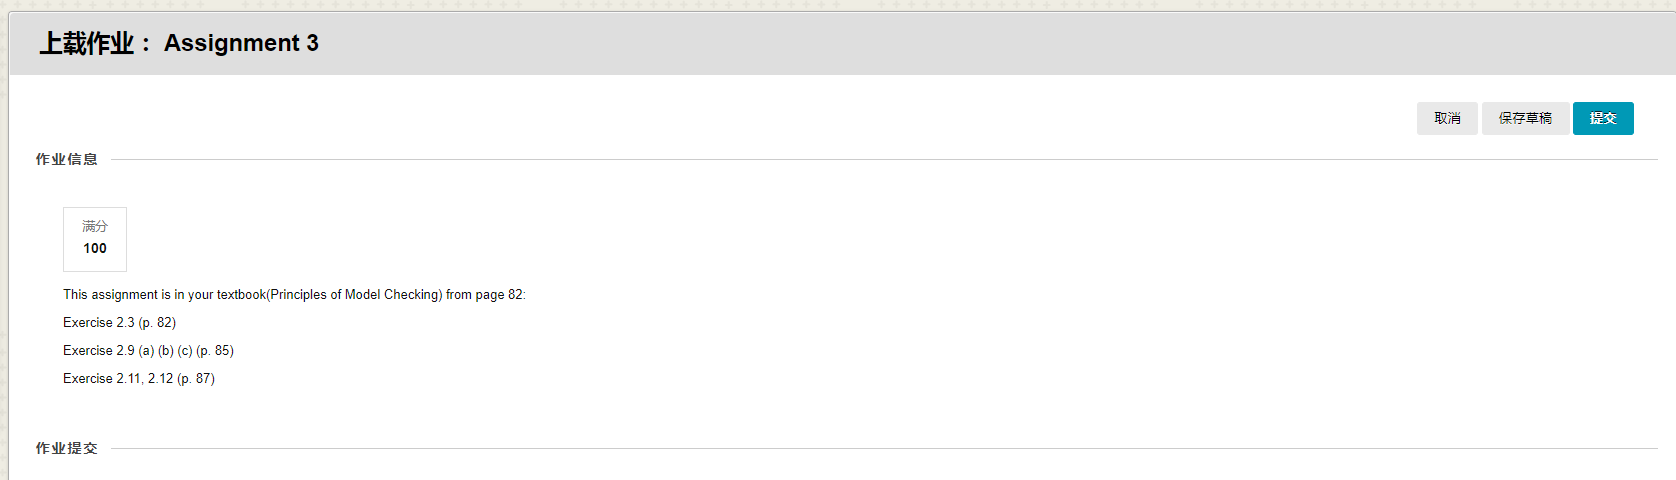 上载作业： Assignment 3
取消 保存草稿 提交
作业信息
满分
100
This assignment is in your textbook(Principles of Model Checking) from page 82:
Exercise 2.3 (p. 82)
Exercise 2.9 (a) (b) (c) (p. 85)
Exercise 2.11, 2.12 (p. 87)
作业提交